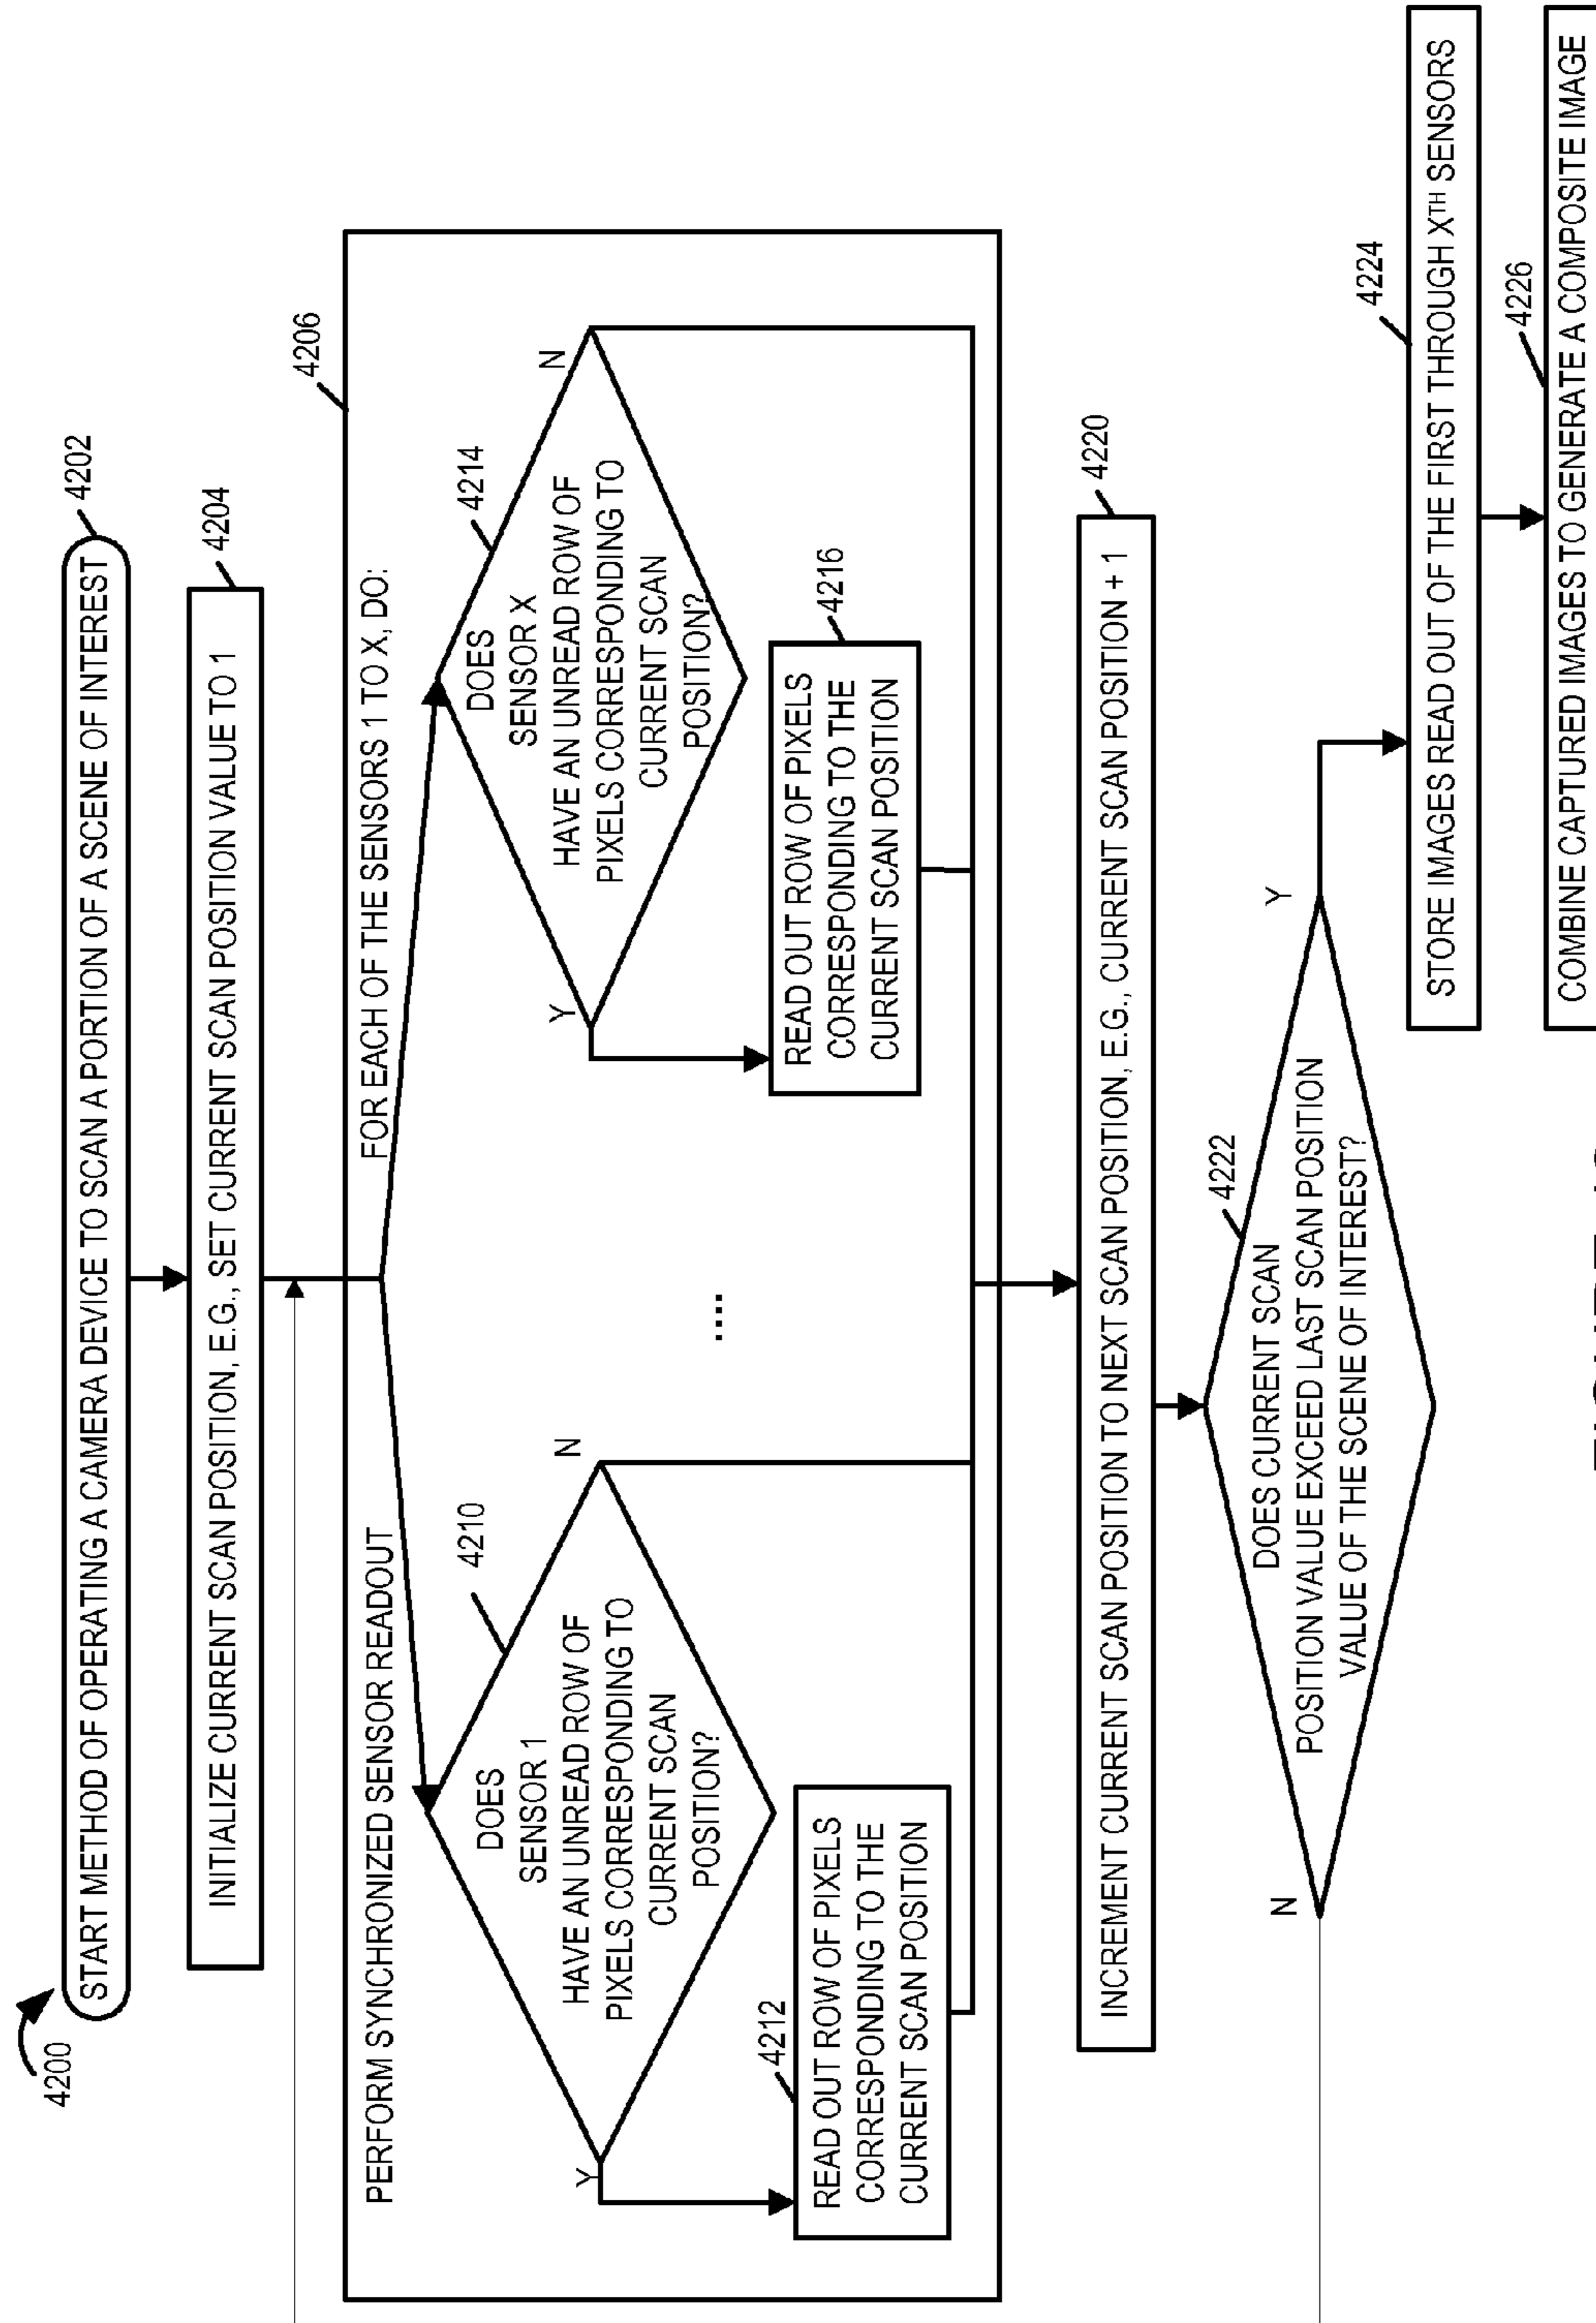 4200
START METHOD OF OPERATING A CAMERA DEVICE TO SCAN A PORTION OF A SCENE OF INTEREST
4202
INITIALIZE CURRENT SCAN POSITION, E.G., SET CURRENT SCAN POSITION VALUE TO 1
4204
4206
PERFORM SYNCHRONIZED SENSOR READOUT
FOR EACH OF THE SENSORS 1 TO X, DO:
4210
DOES
SENSOR 1
HAVE AN UNREAD ROW OF
PIXELS CORRESPONDING TO
CURRENT SCAN
POSITION?
Y
N
4212
READ OUT ROW OF PIXELS
CORRESPONDING TO THE
CURRENT SCAN POSITION
....
4214
DOES
SENSOR X
HAVE AN UNREAD ROW OF
PIXELS CORRESPONDING TO
CURRENT SCAN
POSITION?
Y
N
4216
READ OUT ROW OF PIXELS
CORRESPONDING TO THE
CURRENT SCAN POSITION
4220
INCREMENT CURRENT SCAN POSITION TO NEXT SCAN POSITION, E.G., CURRENT SCAN POSITION + 1
4222
DOES CURRENT SCAN
POSITION VALUE EXCEED LAST SCAN POSITION
VALUE OF THE SCENE OF INTEREST?
N
Y
4224
STORE IMAGES READ OUT OF THE FIRST THROUGH XTH SENSORS
4226
COMBINE CAPTURED IMAGES TO GENERATE A COMPOSITE IMAGE